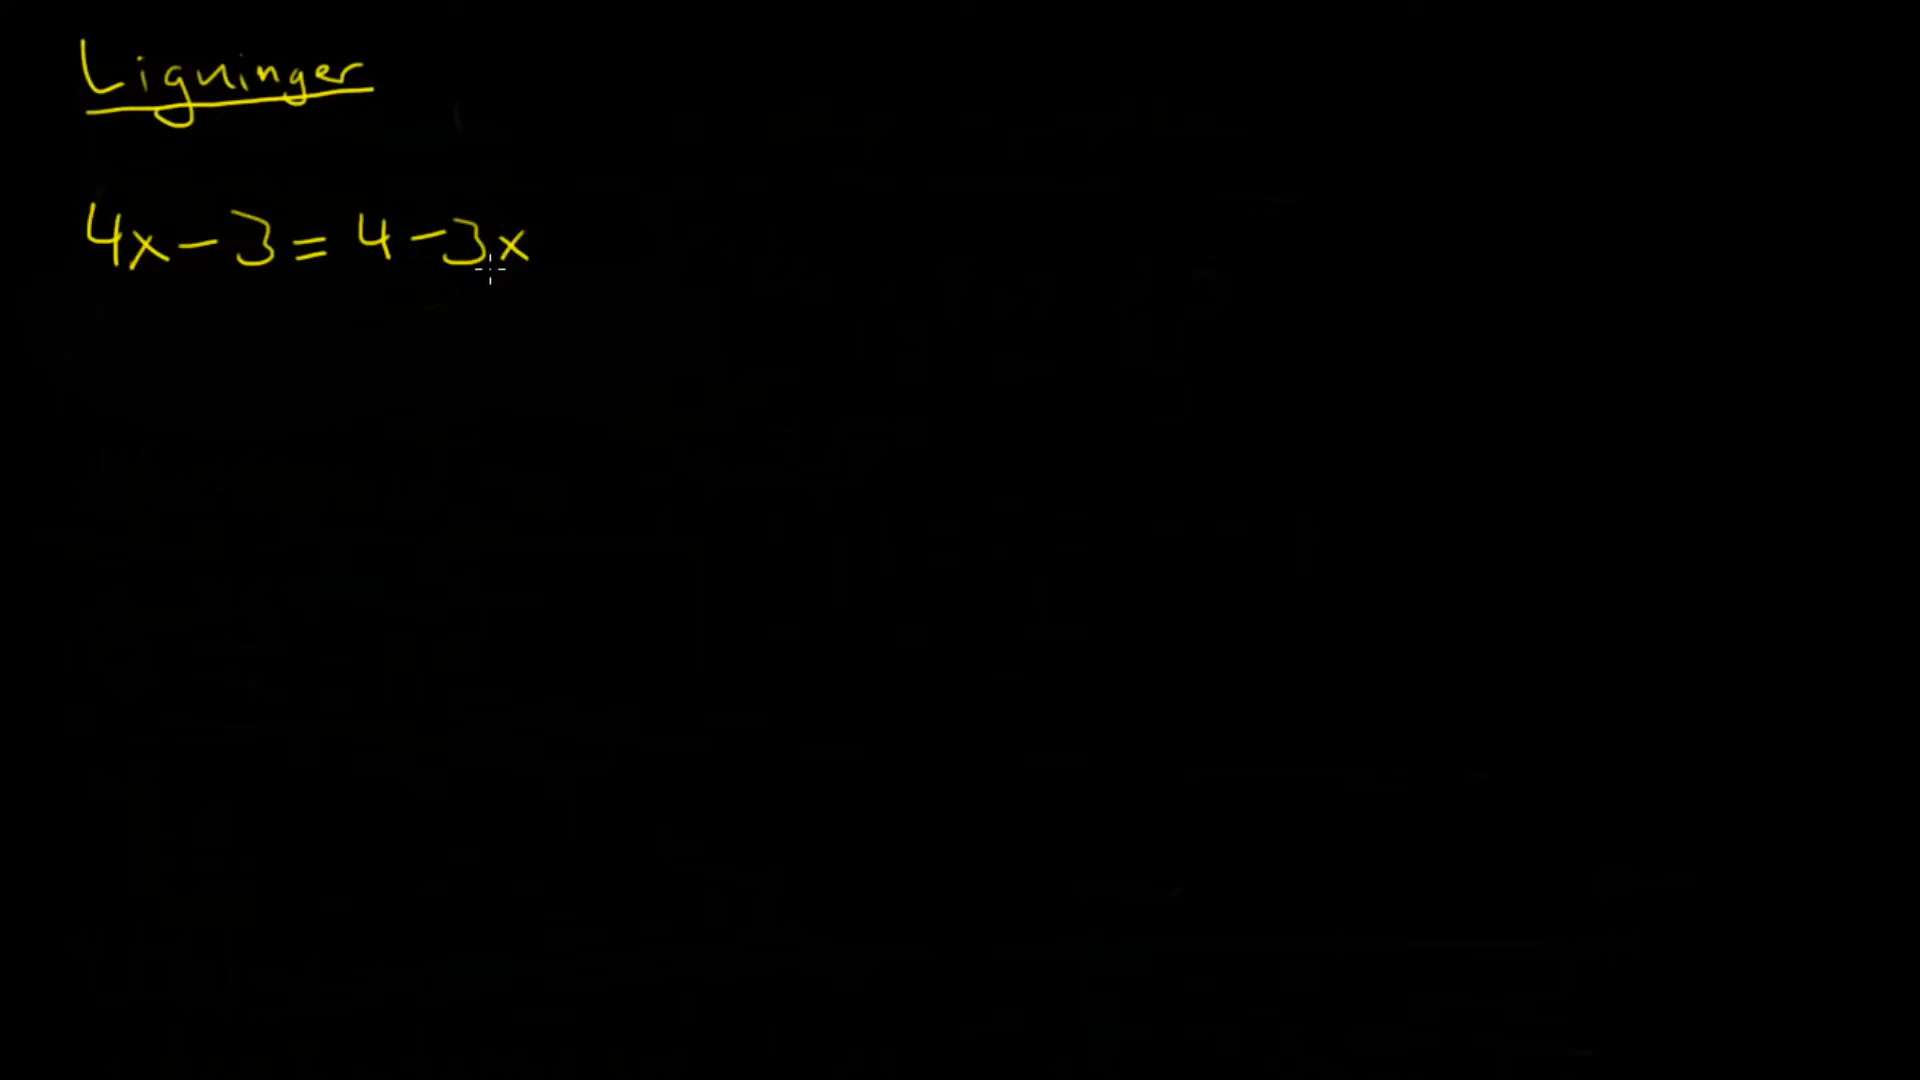 Ligninger
4x - 3 = 4 - 3x